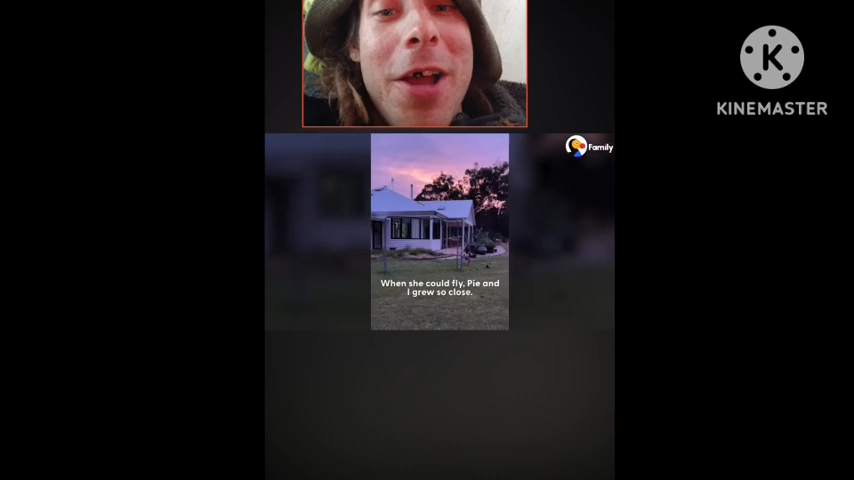 KINEMASTER
Family
When she could fly, Pie and
I grew so close.